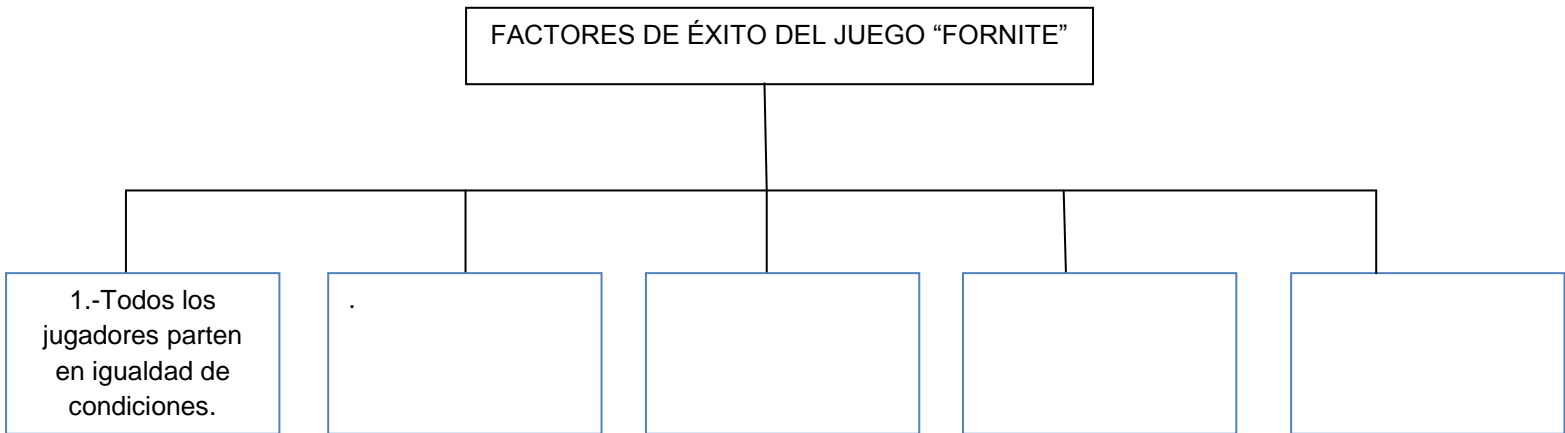 FACTORES DE ÉXITO DEL JUEGO “FORNITE”
1.-Todos los
jugadores parten
en igualdad de
condiciones.
.